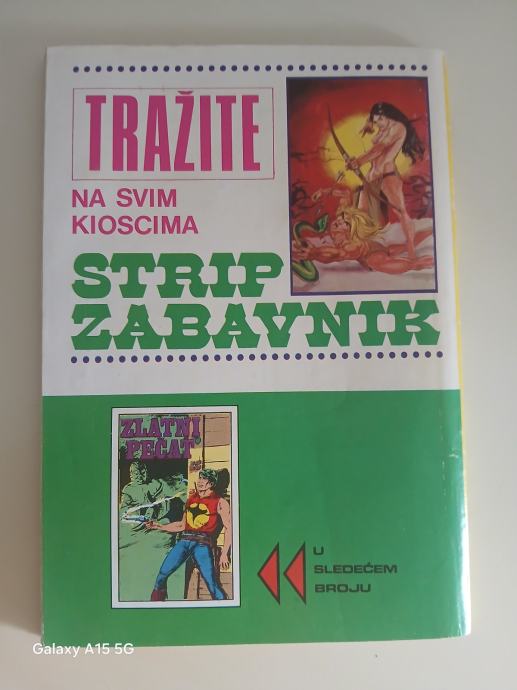 TRAŽITE
NA SVIM
KIOSCIMA
STRIP
ZABAVNIK
ZLATNI
PEČAT
U
SLEDEĆEM
BROJU
Galaxy A15 5G